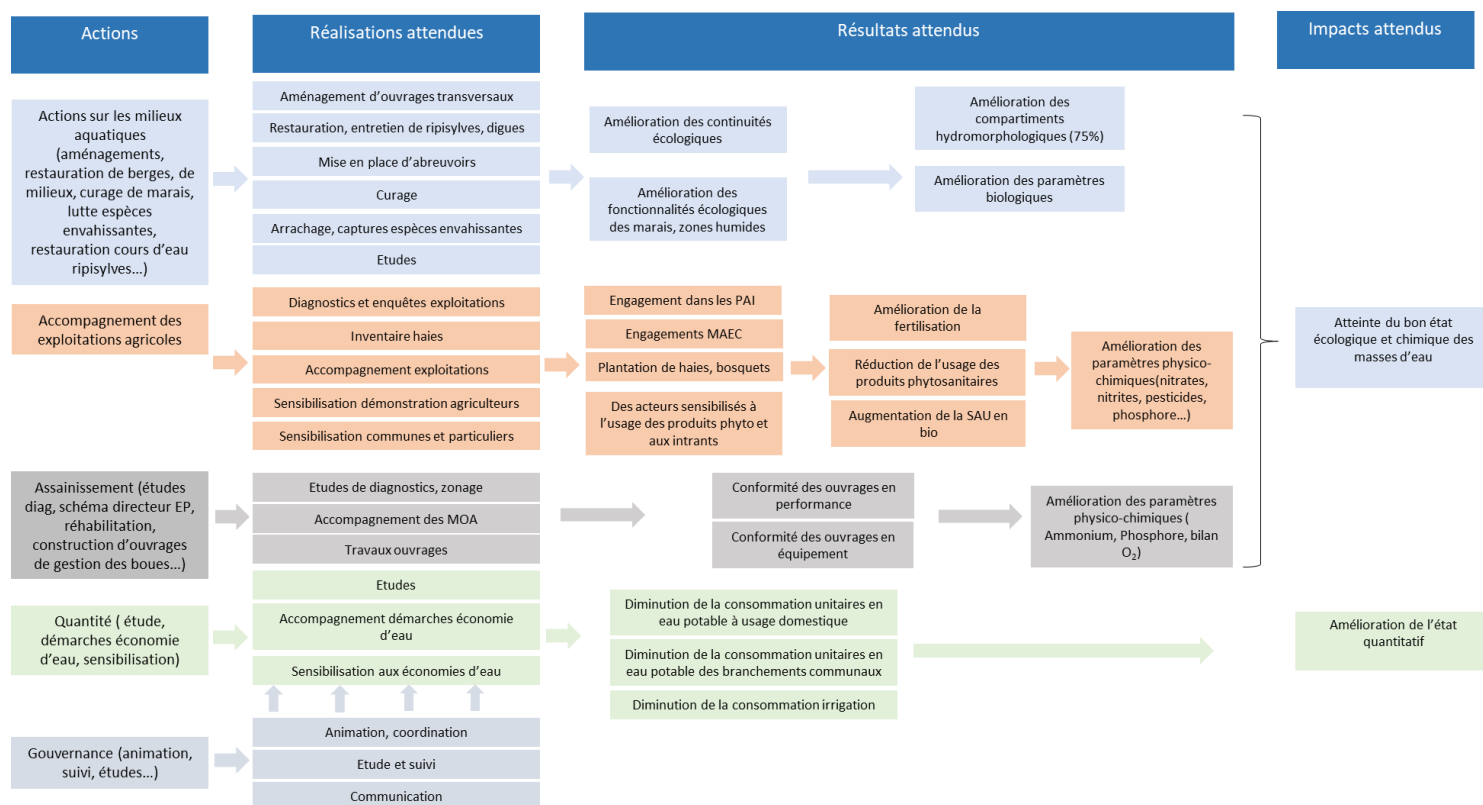 Actions
Réalisations attendues
Résultats attendus
Impacts attendus
Actions sur les milieux
aquatiques
(aménagements,
restauration de berges, de
milieux, curage de marais,
lutte espèces
envahissantes,
restauration cours d'eau
ripisylves…)
Aménagement d'ouvrages transversaux
Restauration, entretien de ripisylves, digues
Mise en place d'abreuvoirs
Curage
Arrachage, captures espèces envahissantes
Etudes
Amélioration des continuités
écologiques
Amélioration des
fonctionnalités écologiques
des marais, zones humides
Amélioration des
compartiments
hydromorphologiques (75%)
Amélioration des paramètres
biologiques
Accompagnement des
exploitations agricoles
Diagnostics et enquêtes exploitations
Inventaire haies
Accompagnement exploitations
Sensibilisation démonstration agriculteurs
Sensibilisation communes et particuliers
Engagement dans les PAI
Engagements MAEC
Plantation de haies, bosquets
Des acteurs sensibilisés à
l'usage des produits phyto et
aux intrants
Amélioration de la
fertilisation
Réduction de l'usage des
produits phytosanitaires
Augmentation de la SAU en
bio
Amélioration des
paramètres physico-
chimiques(nitrates,
nitrites, pesticides,
phosphore…)
Atteinte du bon état
écologique et chimique des
masses d'eau
Assainissement (études
diag, schéma directeur EP,
réhabilitation,
construction d'ouvrages
de gestion des boues…)
Etudes de diagnostics, zonage
Accompagnement des MOA
Travaux ouvrages
Conformité des ouvrages en
performance
Conformité des ouvrages en
équipement
Amélioration des paramètres
physico-chimiques (
Ammonium, Phosphore, bilan
O₂)
Quantité ( étude,
démarches économie
d'eau, sensibilisation)
Etudes
Accompagnement démarches économie
d'eau
Sensibilisation aux économies d'eau
Diminution de la consommation unitaires en
eau potable à usage domestique
Diminution de la consommation unitaires en
eau potable des branchements communaux
Diminution de la consommation irrigation
Amélioration de l'état
quantitatif
Gouvernance (animation,
suivi, études…)
Animation, coordination
Etude et suivi
Communication